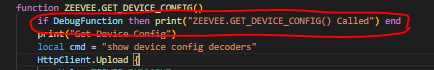 function ZEEVEE.GET_DEVICE_CONFIG()
if DebugFunction then print("ZEEVEE.GET_DEVICE_CONFIG() Called") end
print("Get Device Config")
local cmd = "show device config decoders"
HttpClient.Upload {